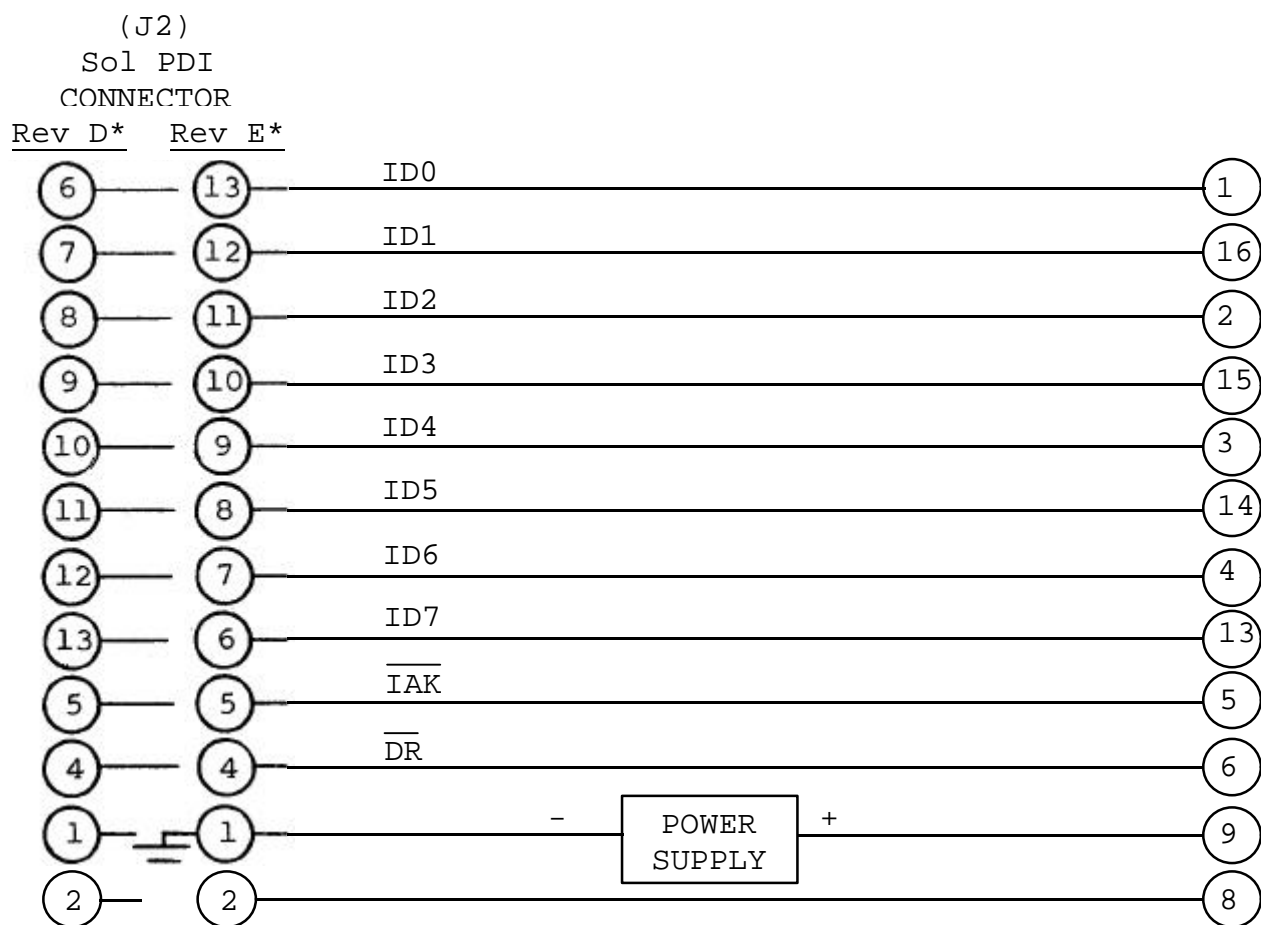 (J2)
Sol PDI
CONNECTOR
Rev D* Rev E*
6 13 ID0 1
7 12 ID1 16
8 11 ID2 2
9 10 ID3 15
10 9 ID4 3
11 8 ID5 14
12 7 ID6 4
13 6 ID7 13
5 5 IAK 5
4 4 DR 6
1 1 - POWER + 9
SUPPLY
2 2 8